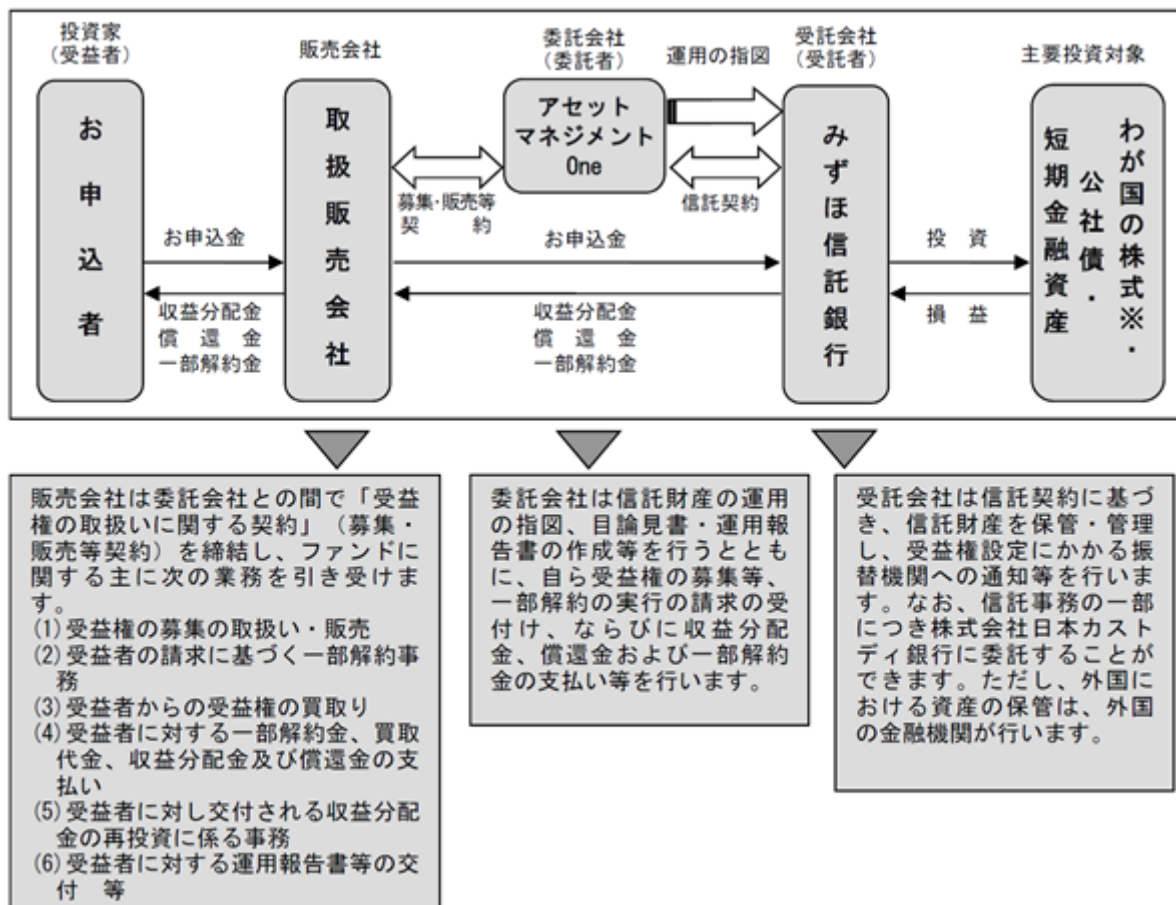 投資家
(受益者)
販売会社
委託会社
(委託者)
運用の指図
受託会社
(受託者)
主要投資対象
お申込者
取扱販売会社
アセット
マネジメント
One
みずほ信託銀行
わが国の株式※・
公社債・
短期金融資産
募集・販売等
契約
信託契約
お申込金
お申込金
投資
収益分配金
償還金
一部解約金
収益分配金
償還金
一部解約金
損益
販売会社は委託会社との間で「受益
権の取扱いに関する契約」(募集・
販売等契約)を締結し、ファンドに
関する主に次の業務を引き受けま
す。
(1)受益権の募集の取扱い・販売
(2)受益者の請求に基づく一部解約事
務
(3)受益者からの受益権の買取り
(4)受益者に対する一部解約金、買取
代金、収益分配金及び償還金の支
払い
(5)受益者に対し交付される収益分配
金の再投資に係る事務
(6)受益者に対する運用報告書等の交
付 等
委託会社は信託財産の運用
の指図、目論見書・運用報
告書の作成等を行うととも
に、自ら受益権の募集等、
一部解約の実行の請求の受
付け、ならびに収益分配
金、償還金および一部解約
金の支払い等を行います。
受託会社は信託契約に基づ
き、信託財産を保管・管理
し、受益権設定にかかる振
替機関への通知等を行いま
す。なお、信託事務の一部
につき株式会社日本カスト
ディ銀行に委託することが
できます。ただし、外国に
おける資産の保管は、外国
の金融機関が行います。